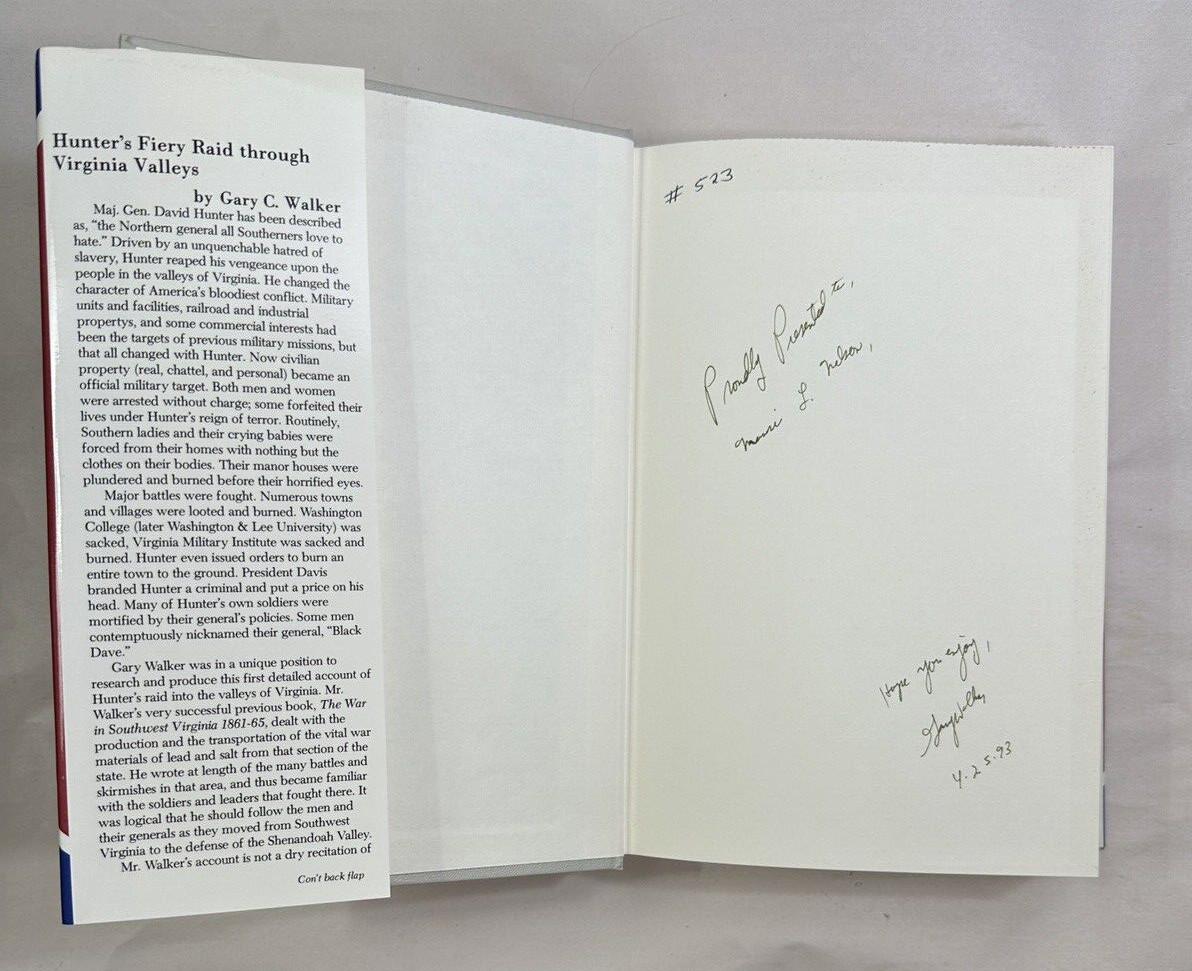 Hunter's Fiery Raid through
Virginia Valleys
by Gary C. Walker
Maj. Gen. David Hunter has been described
as, "the Northern general all Southerners love to
hate." Driven by an unquenchable hatred of
slavery, Hunter reaped his vengeance upon the
people in the valleys of Virginia. He changed the
character of America's bloodiest conflict. Military
units and facilities, railroad and industrial
propertys, and some commercial interests had
been the targets of previous military missions, but
that all changed with Hunter. Now civilian
property (real, chattel, and personal) became an
official military target. Both men and women
were arrested without charge; some forfeited their
lives under Hunter's reign of terror. Routinely,
Southern ladies and their crying babies were
forced from their homes with nothing but the
clothes on their bodies. Their manor houses were
plundered and burned before their horrified eyes.
Major battles were fought. Numerous towns
and villages were looted and burned. Washington
College (later Washington & Lee University) was
sacked, Virginia Military Institute was sacked and
burned. Hunter even issued orders to burn an
entire town to the ground. President Davis
branded Hunter a criminal and put a price on his
head. Many of Hunter's own soldiers were
mortified by their general's policies. Some men
contemptuously nicknamed their general, "Black
Dave."
Gary Walker was in a unique position to
research and produce this first detailed account of
Hunter's raid into the valleys of Virginia. Mr.
Walker's very successful previous book, The War
in Southwest Virginia 1861-65, dealt with the
production and the transportation of the vital war
materials of lead and salt from that section of the
state. He wrote at length of the many battles and
skirmishes in that area, and thus became familiar
with the soldiers and leaders that fought there. It
was logical that he should follow the men and
their generals as they moved from Southwest
Virginia to the defense of the Shenandoah Valley.
Mr. Walker's account is not a dry recitation of
Con't back flap
# 523
Proudly Presented to,
L. Nelson,
Hope you enjoy,
Gary Walker
4.25.93